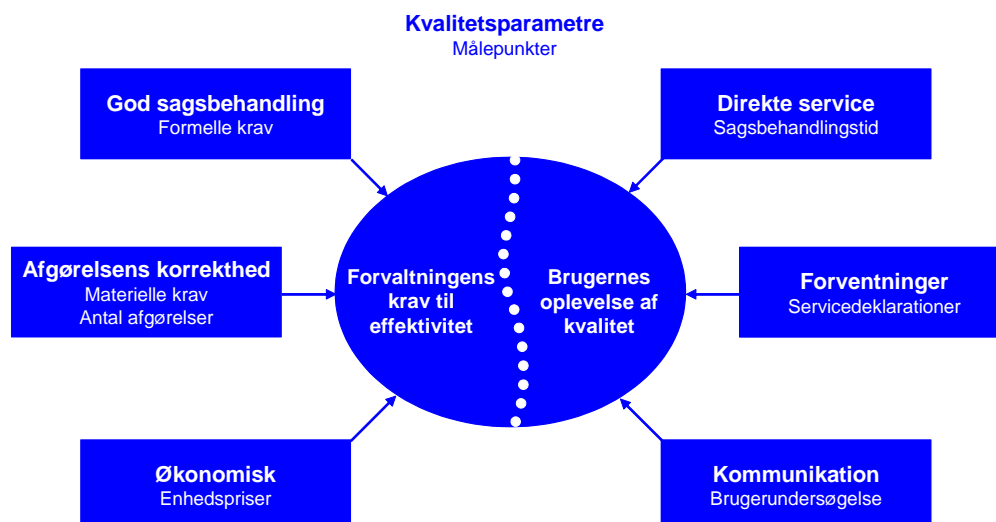 Kvalitetsparametre
Målepunkter
God sagsbehandling
Formelle krav
Direkte service
Sagsbehandlingstid
Afgørelsens korrekthed
Materielle krav
Antal afgørelser
Forvaltningens
krav til
effektivitet
Brugernes
oplevelse af
kvalitet
Forventninger
Servicedeklarationer
Økonomisk
Enhedspriser
Kommunikation
Brugerundersøgelse